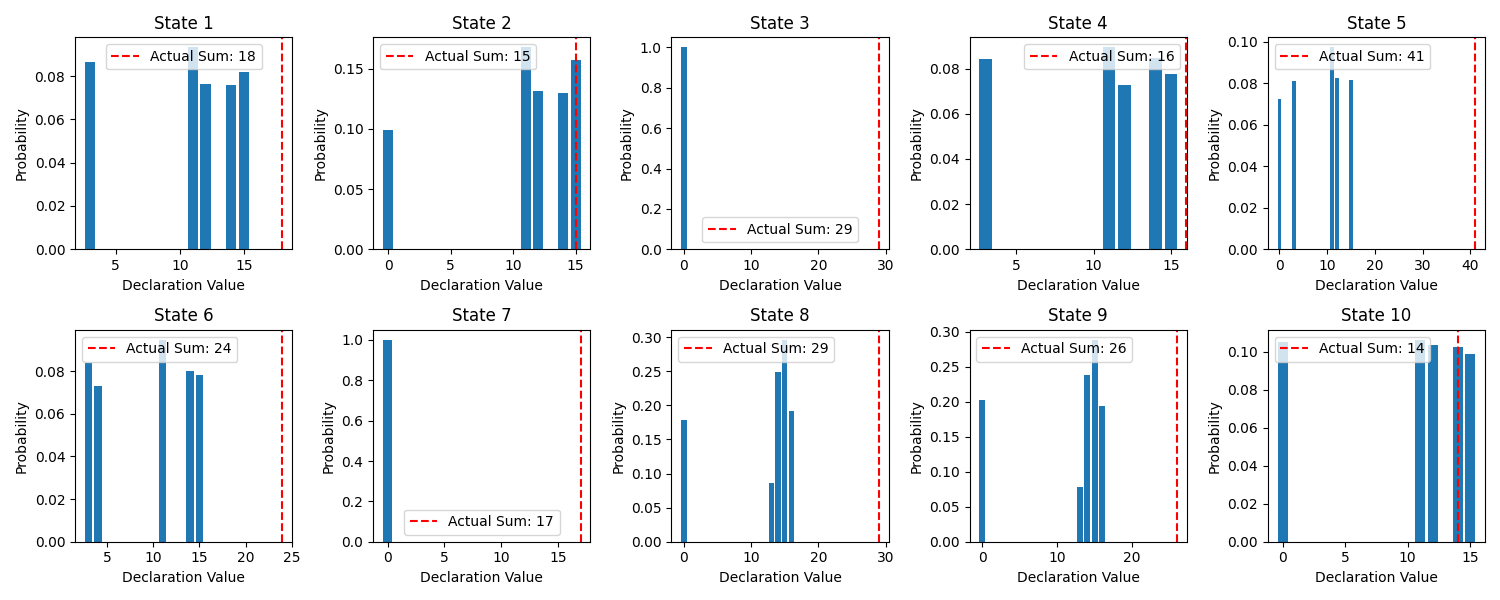 State 1
Probability
0.08
0.06
0.04
0.02
0.00
Actual Sum: 18
5 10 15
Declaration Value
State 2
Probability
0.15
0.10
0.05
0.00
Actual Sum: 15
0 5 10 15
Declaration Value
State 3
Probability
1.0
0.8
0.6
0.4
0.2
0.0
Actual Sum: 29
0 10 20 30
Declaration Value
State 4
Probability
0.08
0.06
0.04
0.02
0.00
Actual Sum: 16
5 10 15
Declaration Value
State 5
Probability
0.10
0.08
0.06
0.04
0.02
0.00
Actual Sum: 41
0 10 20 30 40
Declaration Value
State 6
Probability
0.08
0.06
0.04
0.02
0.00
Actual Sum: 24
5 10 15 20 25
Declaration Value
State 7
Probability
1.0
0.8
0.6
0.4
0.2
0.0
Actual Sum: 17
0 5 10 15
Declaration Value
State 8
Probability
0.30
0.25
0.20
0.15
0.10
0.05
0.00
Actual Sum: 29
0 10 20 30
Declaration Value
State 9
Probability
0.30
0.25
0.20
0.15
0.10
0.05
0.00
Actual Sum: 26
0 10 20
Declaration Value
State 10
Probability
0.10
0.08
0.06
0.04
0.02
0.00
Actual Sum: 14
0 5 10 15
Declaration Value